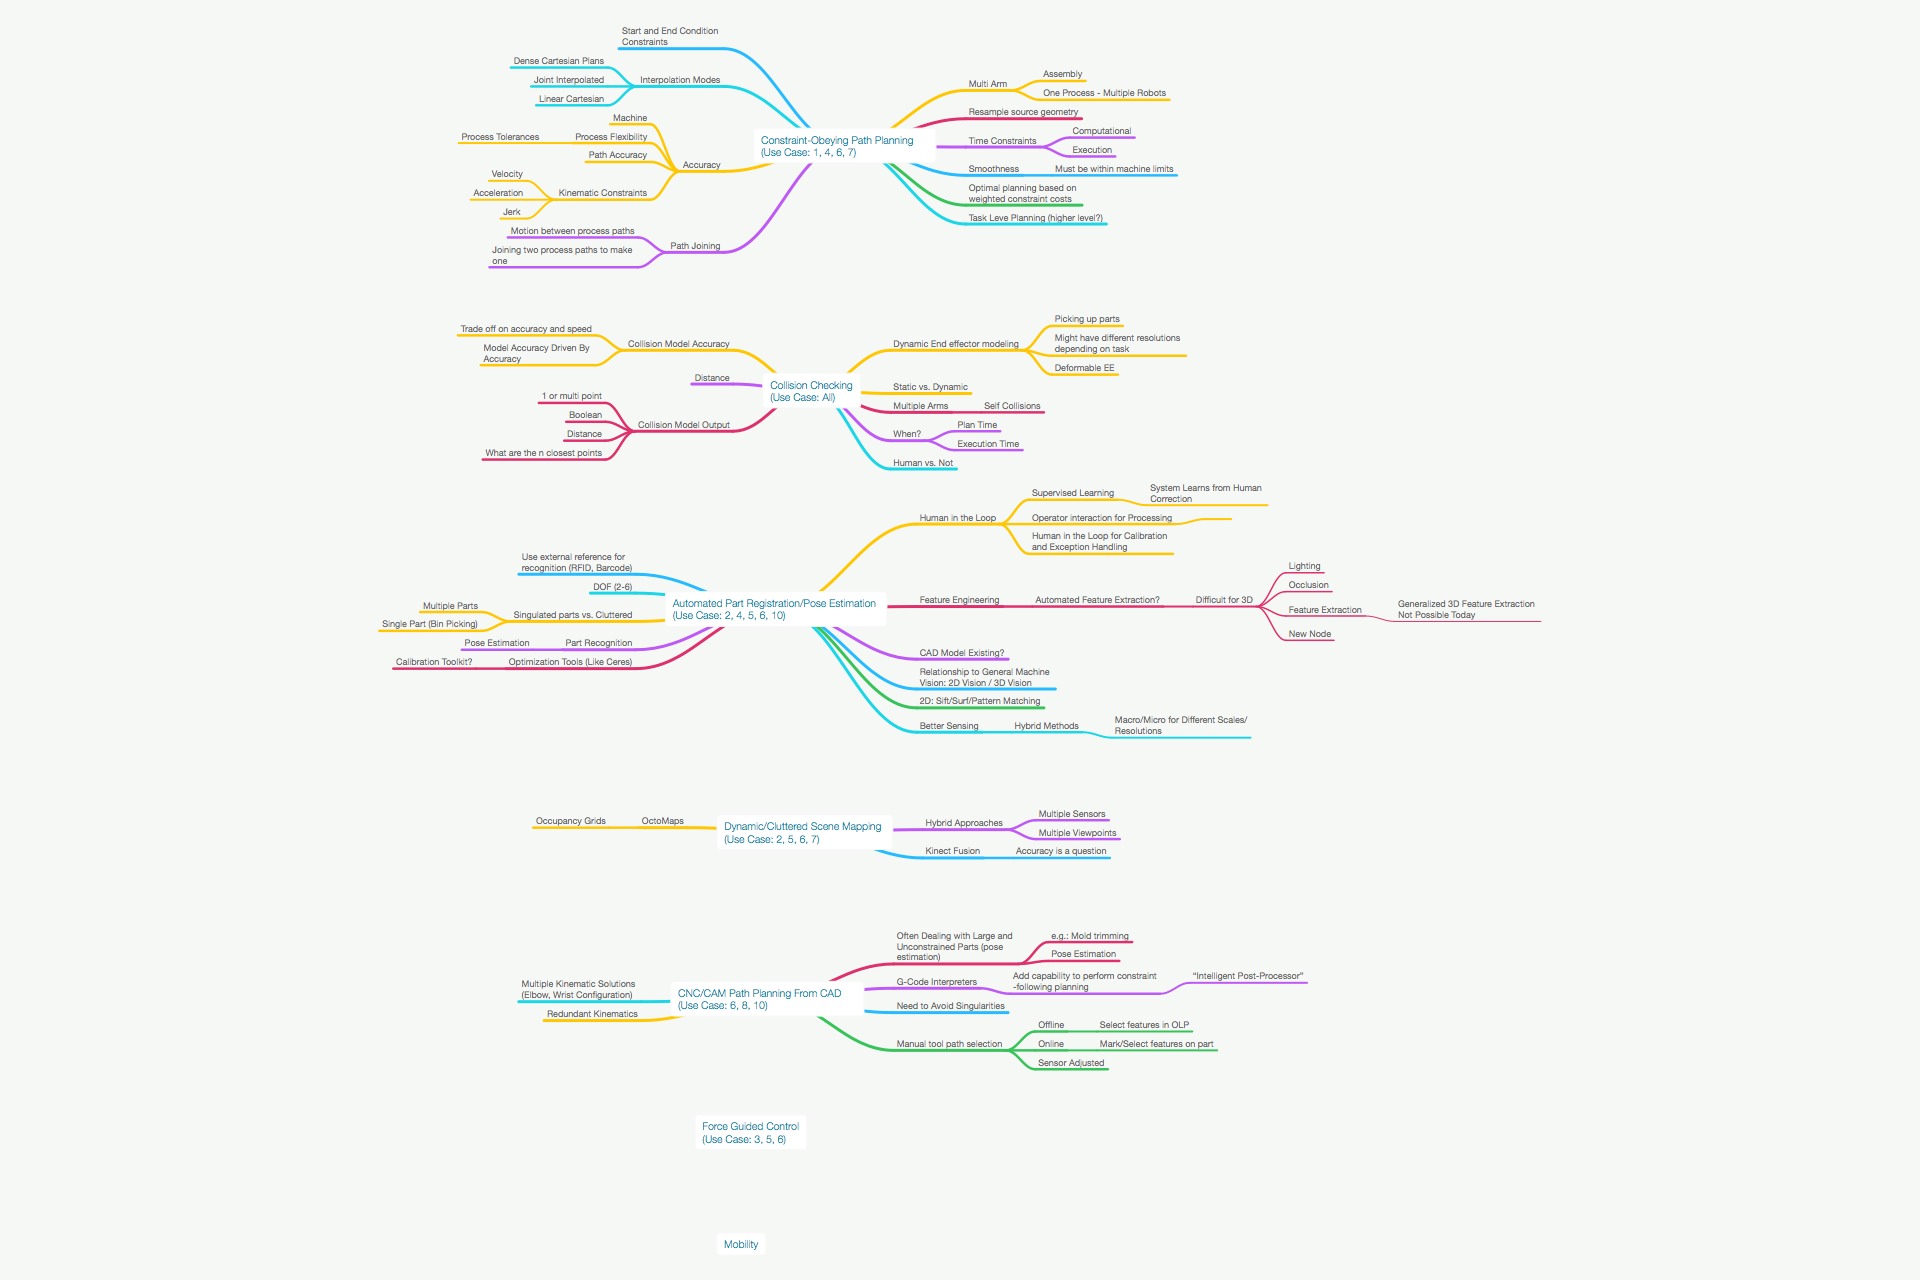 Start and End Condition
Constraints
Dense Cartesian Plans
Joint Interpolated
Linear Cartesian
Interpolation Modes
Machine
Process Tolerances
Process Flexibility
Path Accuracy
Accuracy
Velocity
Acceleration
Jerk
Kinematic Constraints
Motion between process paths
Joining two process paths to make
one
Path Joining
Constraint-Obeying Path Planning
(Use Case: 1, 4, 6, 7)
Multi Arm
Assembly
One Process - Multiple Robots
Resample source geometry
Time Constraints
Computational
Execution
Smoothness
Must be within machine limits
Optimal planning based on
weighted constraint costs
Task Leve Planning (higher level?)
Trade off on accuracy and speed
Model Accuracy Driven By
Accuracy
Collision Model Accuracy
Distance
1 or multi point
Boolean
Distance
What are the n closest points
Collision Model Output
Collision Checking
(Use Case: All)
Dynamic End effector modeling
Picking up parts
Might have different resolutions
depending on task
Deformable EE
Static vs. Dynamic
Multiple Arms
Self Collisions
When?
Plan Time
Execution Time
Human vs. Not
Use external reference for
recognition (RFID, Barcode)
DOF (2-6)
Multiple Parts
Single Part (Bin Picking)
Singulated parts vs. Cluttered
Pose Estimation
Part Recognition
Calibration Toolkit?
Optimization Tools (Like Ceres)
Automated Part Registration/Pose Estimation
(Use Case: 2, 4, 5, 6, 10)
Human in the Loop
Supervised Learning
System Learns from Human
Correction
Operator interaction for Processing
Human in the Loop for Calibration
and Exception Handling
Feature Engineering
Automated Feature Extraction?
Difficult for 3D
Lighting
Occlusion
Feature Extraction
Generalized 3D Feature Extraction
Not Possible Today
New Node
CAD Model Existing?
Relationship to General Machine
Vision: 2D Vision / 3D Vision
2D: Sift/Surf/Pattern Matching
Better Sensing
Hybrid Methods
Macro/Micro for Different Scales/
Resolutions
Occupancy Grids
OctoMaps
Dynamic/Cluttered Scene Mapping
(Use Case: 2, 5, 6, 7)
Hybrid Approaches
Multiple Sensors
Multiple Viewpoints
Kinect Fusion
Accuracy is a question
Multiple Kinematic Solutions
(Elbow, Wrist Configuration)
Redundant Kinematics
CNC/CAM Path Planning From CAD
(Use Case: 6, 8, 10)
Often Dealing with Large and
Unconstrained Parts (pose
estimation)
e.g.: Mold trimming
Pose Estimation
G-Code Interpreters
Add capability to perform constraint
-following planning
“Intelligent Post-Processor”
Need to Avoid Singularities
Manual tool path selection
Offline
Select features in OLP
Online
Mark/Select features on part
Sensor Adjusted
Force Guided Control
(Use Case: 3, 5, 6)
Mobility